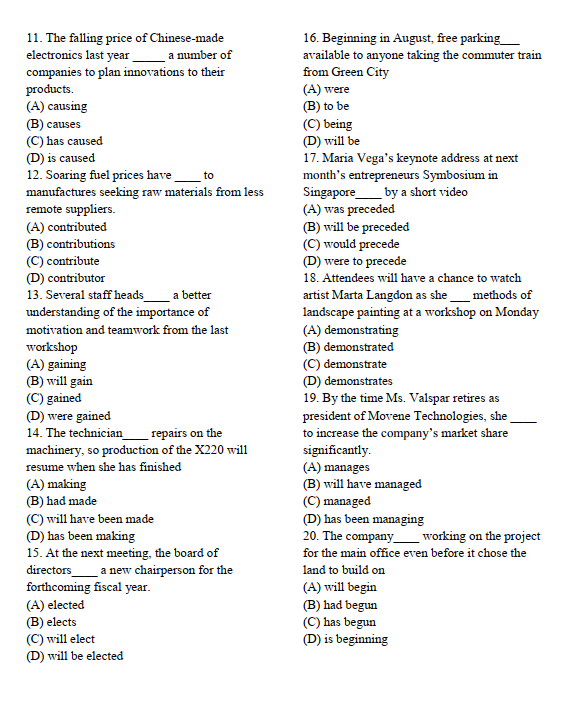 11. The falling price of Chinese-made
electronics last year _____ a number of
companies to plan innovations to their
products.
(A) causing
(B) causes
(C) has caused
(D) is caused
12. Soaring fuel prices have ____ to
manufactures seeking raw materials from less
remote suppliers.
(A) contributed
(B) contributions
(C) contribute
(D) contributor
13. Several staff heads____ a better
understanding of the importance of
motivation and teamwork from the last
workshop
(A) gaining
(B) will gain
(C) gained
(D) were gained
14. The technician____ repairs on the
machinery, so production of the X220 will
resume when she has finished
(A) making
(B) had made
(C) will have been made
(D) has been making
15. At the next meeting, the board of
directors____ a new chairperson for the
forthcoming fiscal year.
(A) elected
(B) elects
(C) will elect
(D) will be elected
16. Beginning in August, free parking___
available to anyone taking the commuter train
from Green City
(A) were
(B) to be
(C) being
(D) will be
17. Maria Vega’s keynote address at next
month’s entrepreneurs Symbosium in
Singapore____ by a short video
(A) was preceded
(B) will be preceded
(C) would precede
(D) were to precede
18. Attendees will have a chance to watch
artist Marta Langdon as she ___ methods of
landscape painting at a workshop on Monday
(A) demonstrating
(B) demonstrated
(C) demonstrate
(D) demonstrates
19. By the time Ms. Valspar retires as
president of Movene Technologies, she ____
to increase the company’s market share
significantly.
(A) manages
(B) will have managed
(C) managed
(D) has been managing
20. The company____ working on the project
for the main office even before it chose the
land to build on
(A) will begin
(B) had begun
(C) has begun
(D) is beginning